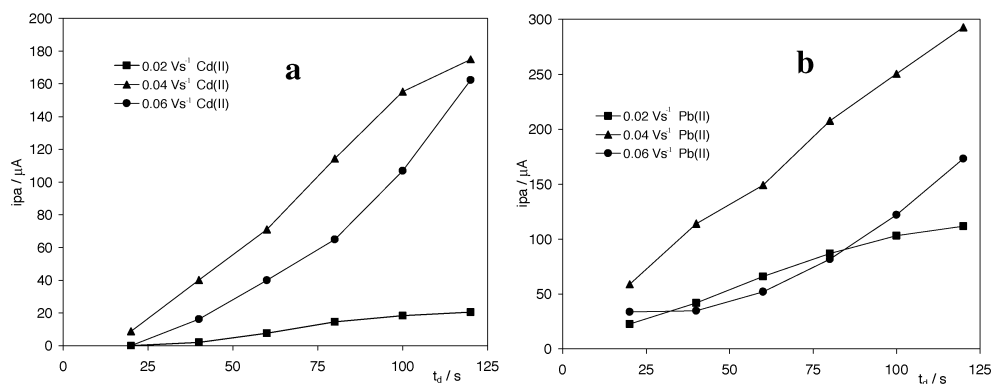 200
180
160
140
120
100
80
60
40
20
0
ipa / µA
0.02 Vs⁻¹ Cd(II)
0.04 Vs⁻¹ Cd(II)
0.06 Vs⁻¹ Cd(II)
a
0 25 50 75 100 125
t_d / s
300
250
200
150
100
50
0
ipa / µA
b
0.02 Vs⁻¹ Pb(II)
0.04 Vs⁻¹ Pb(II)
0.06 Vs⁻¹ Pb(II)
0 25 50 75 100 125
t_d / s